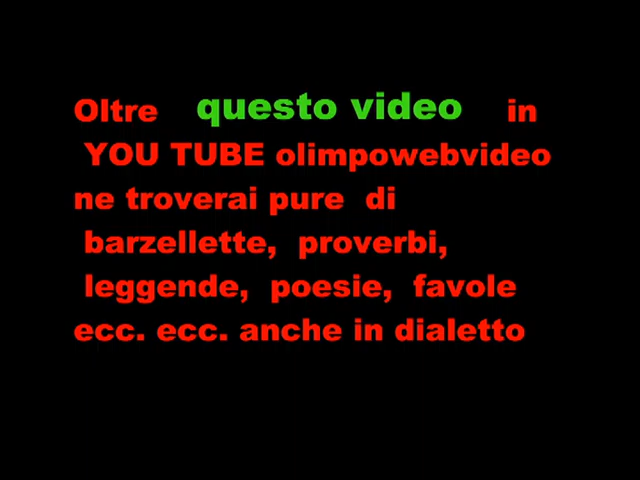 Oltre questo video in
YOU TUBE olimpowebvideo
ne troverai pure di
barzellette, proverbi,
leggende, poesie, favole
ecc. ecc. anche in dialetto